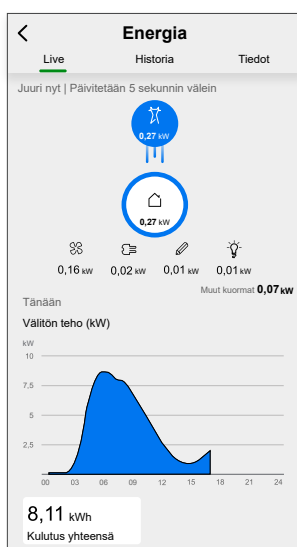 Energia
Live Historia Tiedot
Juuri nyt | Päivitetään 5 sekunnin välein
0,27 kW
0,27 kW
0,16 kW 0,02 kW 0,01 kW 0,01 kW
Muut kuormat 0,07 kW
Tänään
Välitön teho (kW)
kW
10
7,5
5
2,5
00 03 06 09 12 15 18 21 24
8,11 kWh
Kulutus yhteensä